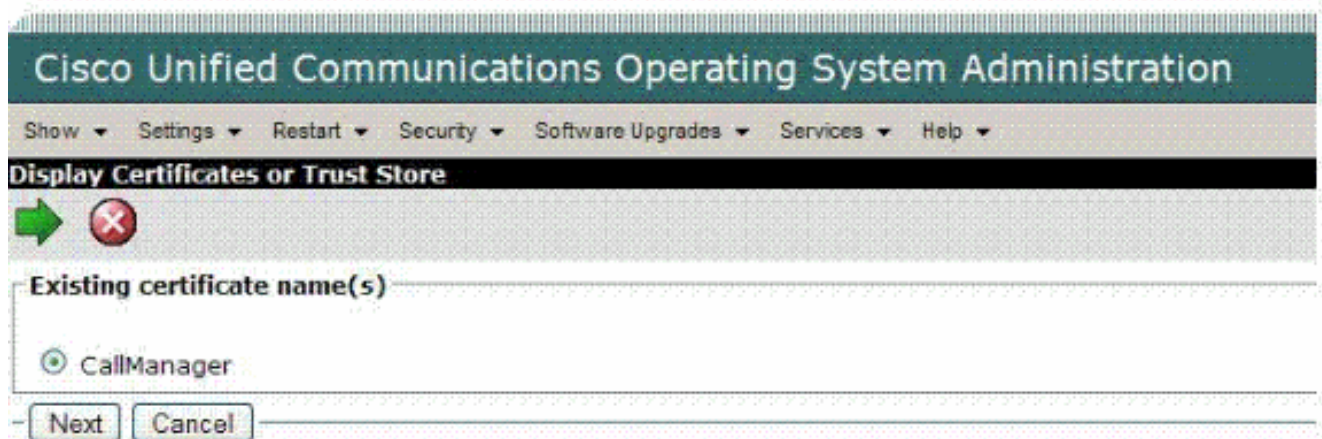 Cisco Unified Communications Operating System Administration
Show Settings Restart Security Software Upgrades Services Help
Display Certificates or Trust Store
Existing certificate name(s)
CallManager
Next Cancel